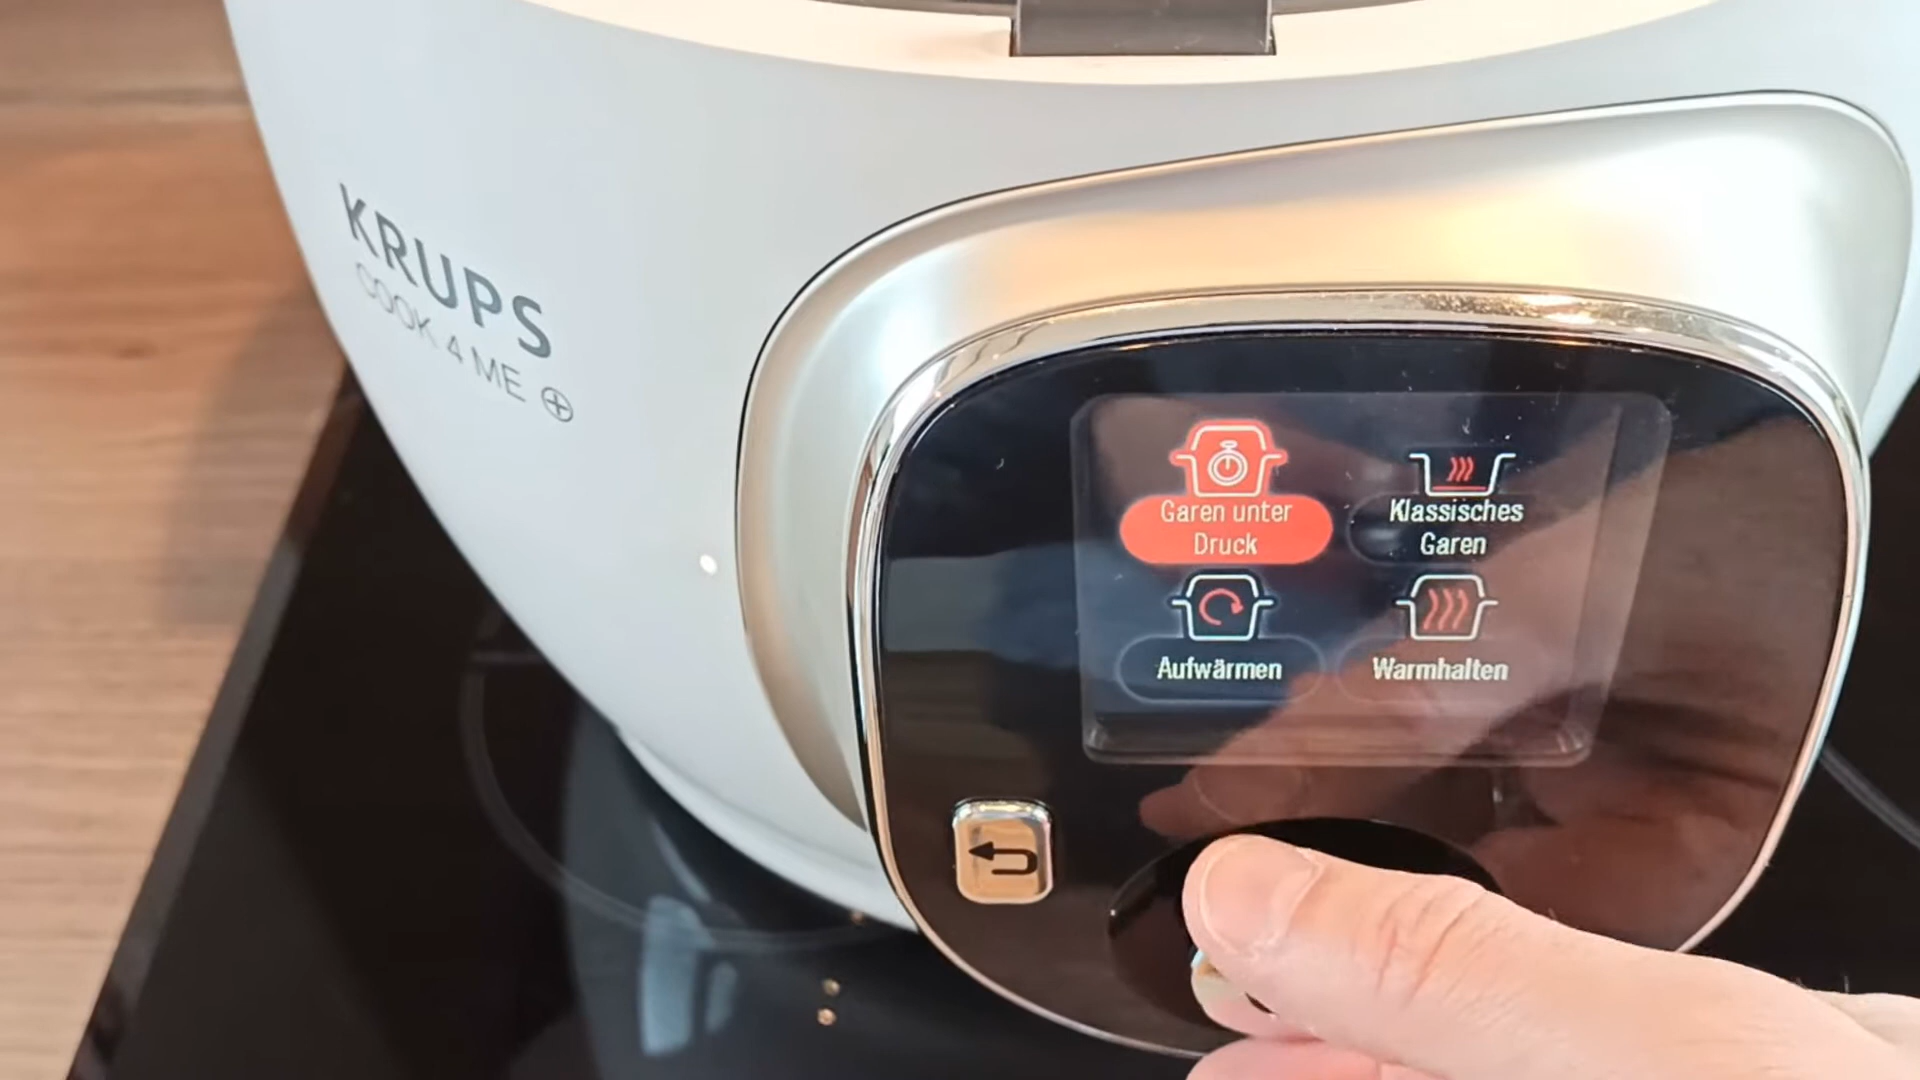 KRUPS
COOK 4 ME
Garen unter
Druck
Klassisches
Garen
Aufwärmen
Warmhalten